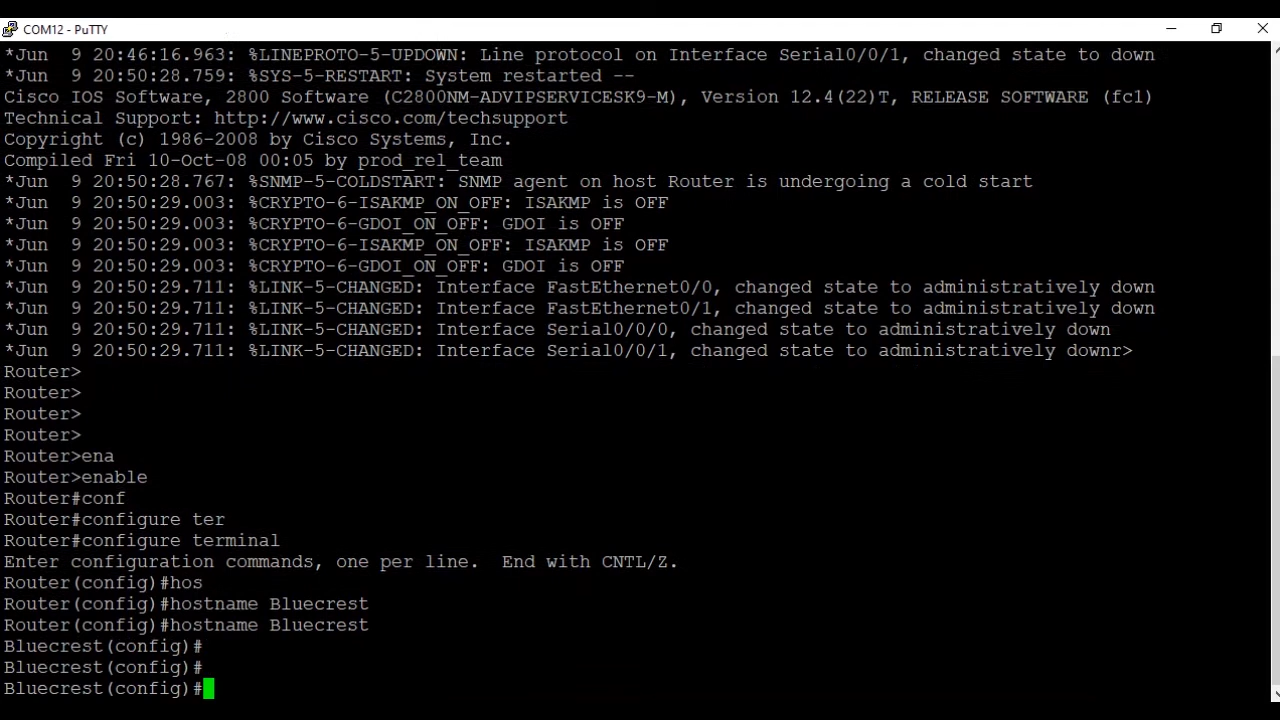 COM12 - PuTTY
*Jun  9 20:46:16.963: %LINEPROTO-5-UPDOWN: Line protocol on Interface Serial0/0/1, changed state to down
*Jun  9 20:50:28.759: %SYS-5-RESTART: System restarted --
Cisco IOS Software, 2800 Software (C2800NM-ADVIPSERVICESK9-M), Version 12.4(22)T, RELEASE SOFTWARE (fc1)
Technical Support: http://www.cisco.com/techsupport
Copyright (c) 1986-2008 by Cisco Systems, Inc.
Compiled Fri 10-Oct-08 00:05 by prod_rel_team
*Jun  9 20:50:28.767: %SNMP-5-COLDSTART: SNMP agent on host Router is undergoing a cold start
*Jun  9 20:50:29.003: %CRYPTO-6-ISAKMP_ON_OFF: ISAKMP is OFF
*Jun  9 20:50:29.003: %CRYPTO-6-GDOI_ON_OFF: GDOI is OFF
*Jun  9 20:50:29.003: %CRYPTO-6-ISAKMP_ON_OFF: ISAKMP is OFF
*Jun  9 20:50:29.003: %CRYPTO-6-GDOI_ON_OFF: GDOI is OFF
*Jun  9 20:50:29.711: %LINK-5-CHANGED: Interface FastEthernet0/0, changed state to administratively down
*Jun  9 20:50:29.711: %LINK-5-CHANGED: Interface FastEthernet0/1, changed state to administratively down
*Jun  9 20:50:29.711: %LINK-5-CHANGED: Interface Serial0/0/0, changed state to administratively down
*Jun  9 20:50:29.711: %LINK-5-CHANGED: Interface Serial0/0/1, changed state to administratively downr>
Router>
Router>
Router>
Router>
Router>ena
Router>enable
Router#conf
Router#configure ter
Router#configure terminal
Enter configuration commands, one per line.  End with CNTL/Z.
Router(config)#hos
Router(config)#hostname Bluecrest
Router(config)#hostname Bluecrest
Bluecrest(config)#
Bluecrest(config)#
Bluecrest(config)#